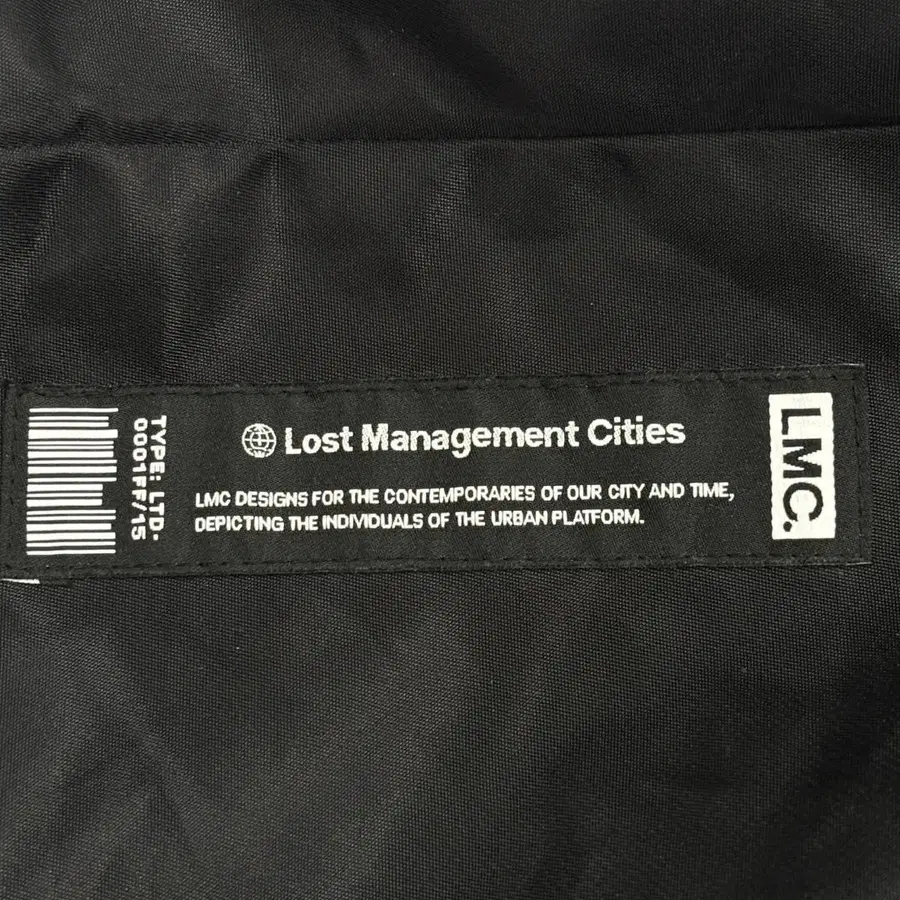 TYPE: LTD.
0001FF//15
Lost Management Cities
LMC DESIGNS FOR THE CONTEMPORARIES OF OUR CITY AND TIME,
DEPICTING THE INDIVIDUALS OF THE URBAN PLATFORM.
LMC.